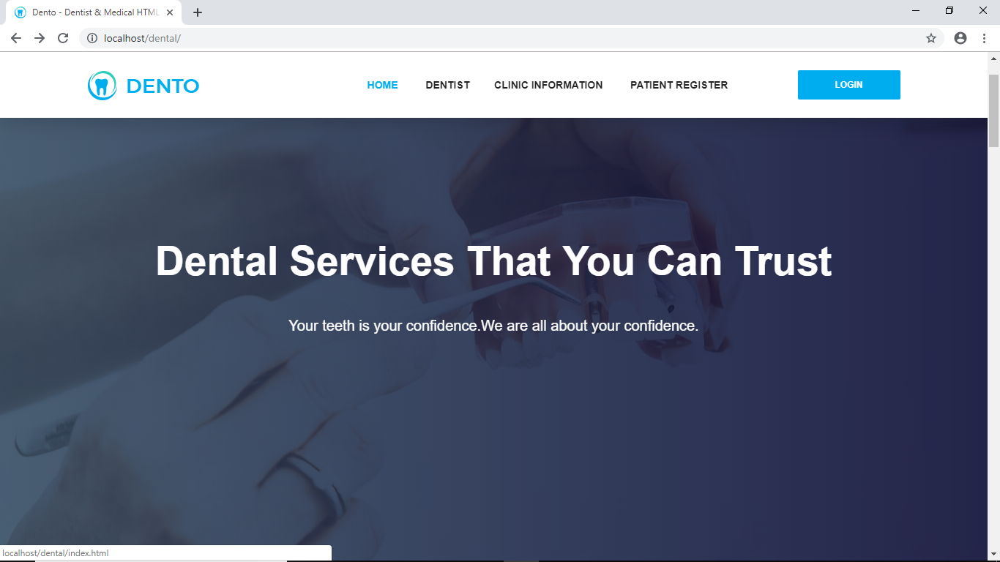 Dento - Dentist & Medical HTML
localhost/dental/
DENTO
HOME DENTIST CLINIC INFORMATION PATIENT REGISTER LOGIN
Dental Services That You Can Trust
Your teeth is your confidence.We are all about your confidence.
localhost/dental/index.html